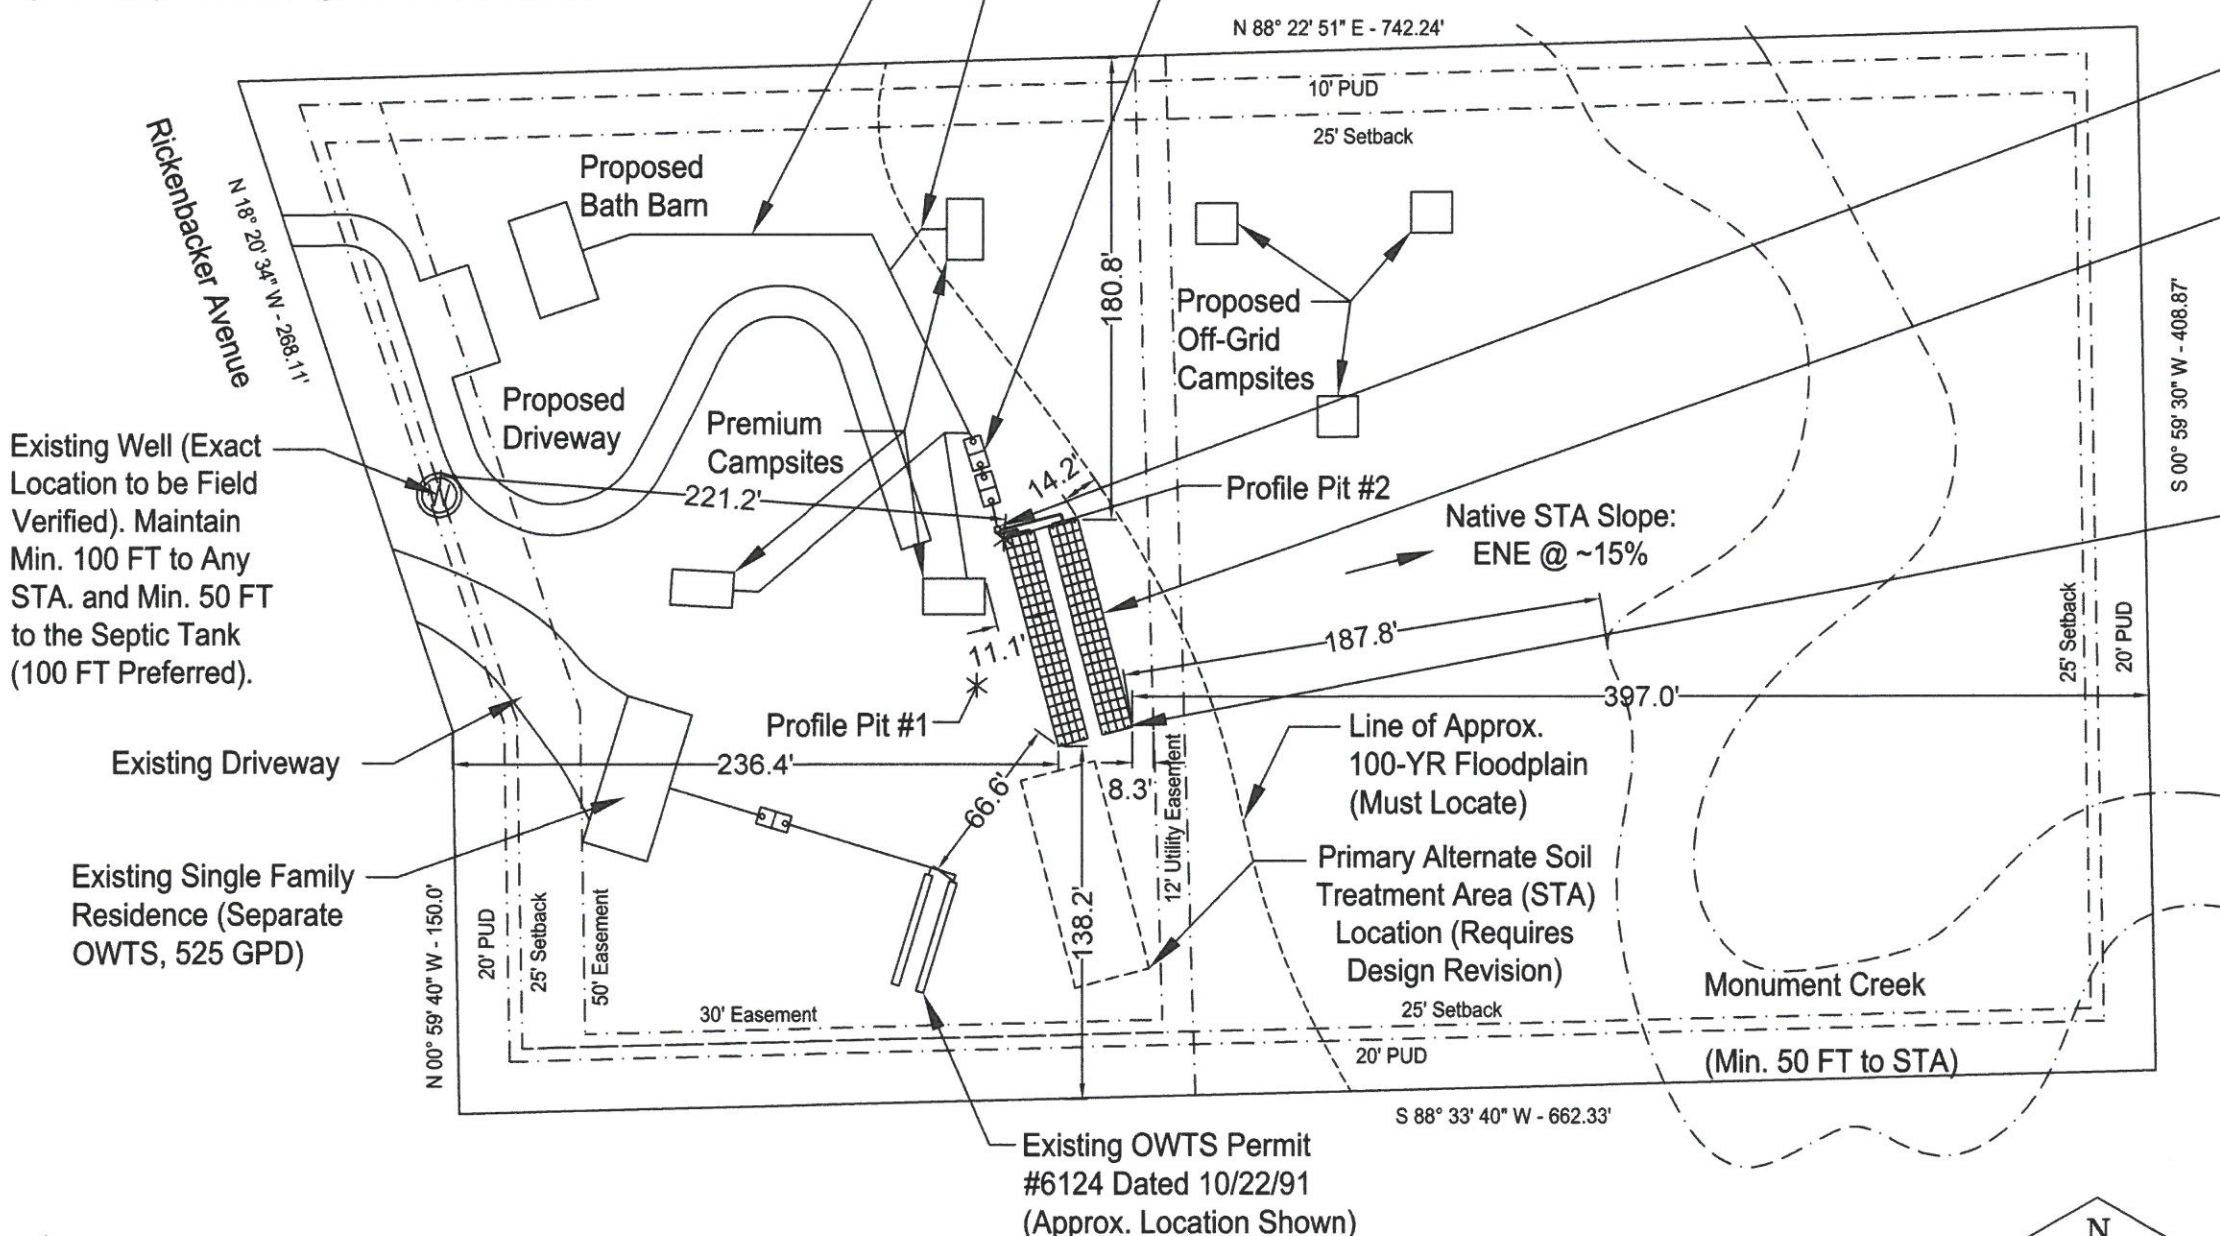 N 88° 22' 51" E - 742.24'
10' PUD
25' Setback
Rickenbacker Avenue
N 18° 20' 34" W - 268.11'
Proposed
Bath Barn
180.8'
Proposed
Off-Grid
Campsites
S 00° 59' 30" W - 408.87'
Proposed
Driveway
Premium
Campsites
Existing Well (Exact
Location to be Field
Verified). Maintain
Min. 100 FT to Any
STA. and Min. 50 FT
to the Septic Tank
(100 FT Preferred).
W
221.2'
14.2'
Profile Pit #2
Native STA Slope:
ENE @ ~15%
187.8'
11.1'
397.0'
25' Setback
20' PUD
Profile Pit #1
Existing Driveway
236.4'
66.6'
8.3'
12' Utility Easement
Line of Approx.
100-YR Floodplain
(Must Locate)
Existing Single Family
Residence (Separate
OWTS, 525 GPD)
N 00° 59' 40" W - 150.0'
20' PUD
25' Setback
50' Easement
138.2'
Primary Alternate Soil
Treatment Area (STA)
Location (Requires
Design Revision)
30' Easement
25' Setback
20' PUD
Monument Creek
(Min. 50 FT to STA)
S 88° 33' 40" W - 662.33'
Existing OWTS Permit
#6124 Dated 10/22/91
(Approx. Location Shown)
N